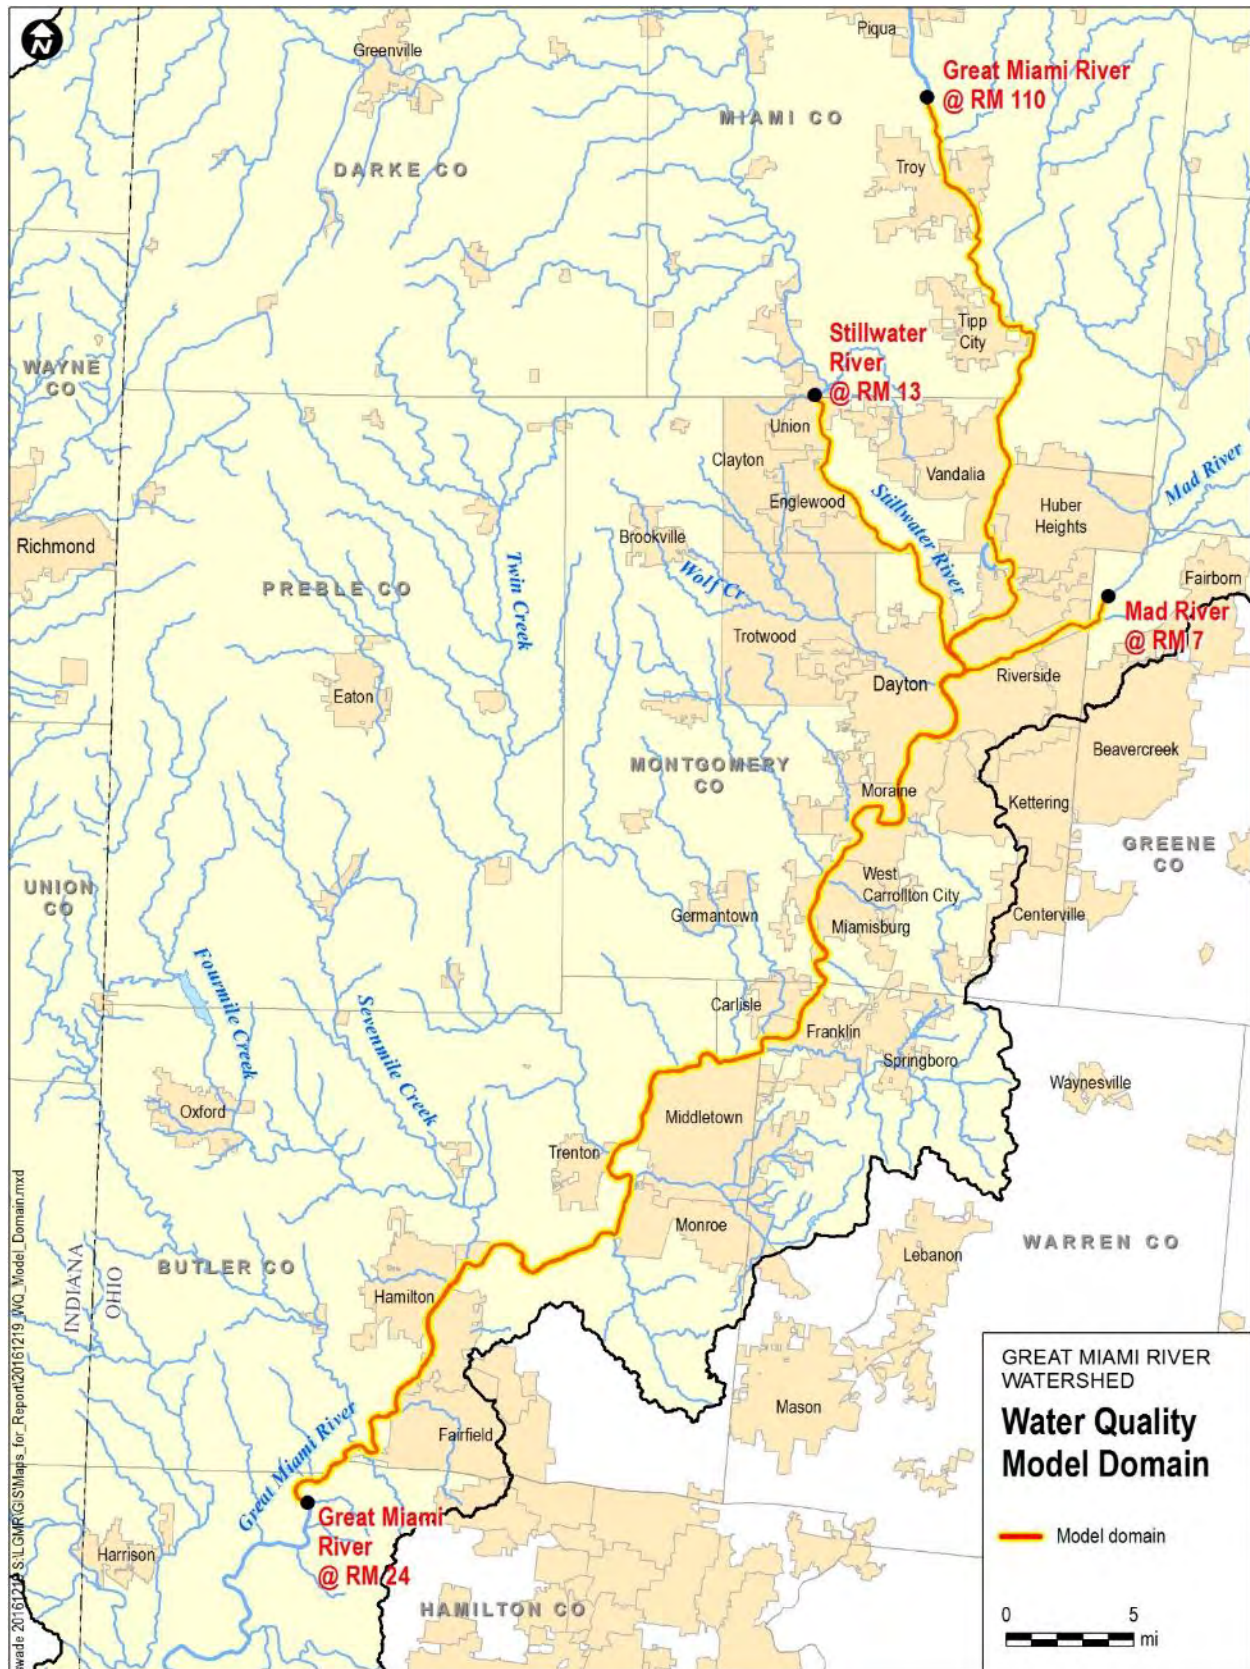 N
Greenville
Piqua
Great Miami River
@ RM 110
MIAMI CO
DARKE CO
Troy
Tipp
City
Stillwater
River
@ RM 13
WAYNE
CO
Union
Clayton
Vandalia
Mad River
Englewood
Stillwater River
Huber
Heights
Richmond
Brookville
Twin Creek
Wolf Cr
Fairborn
PREBLE CO
Mad River
@ RM 7
Trotwood
Riverside
Eaton
Dayton
Beavercreek
MONTGOMERY
CO
Moraine
Kettering
GREENE
CO
UNION
CO
West
Carrollton City
Germantown
Centerville
Miamisburg
Fourmile Creek
Sevenmile Creek
Carlisle
Franklin
Springboro
Waynesville
Oxford
Middletown
Trenton
Monroe
Lebanon
WARREN CO
BUTLER CO
INDIANA
OHIO
Hamilton
Mason
Fairfield
Great Miami River
Great Miami
River
@ RM 24
Harrison
HAMILTON CO
GREAT MIAMI RIVER
WATERSHED
Water Quality
Model Domain
Model domain
0 5
mi